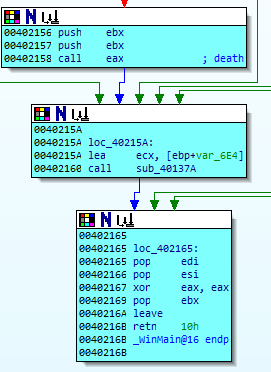 00402156 push ebx
00402157 push ebx
00402158 call eax ; death
0040215A
0040215A loc_40215A:
0040215A lea ecx, [ebp+var_6E4]
00402160 call sub_40137A
00402165
00402165 loc_402165:
00402165 pop edi
00402166 pop esi
00402167 xor eax, eax
00402169 pop ebx
0040216A leave
0040216B retn 10h
0040216B _WinMain@16 endp
0040216B